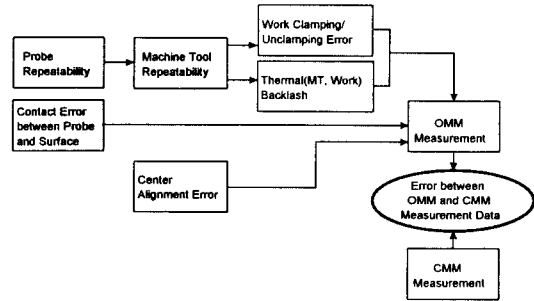 Work Clamping/
Unclamping Error
Probe
Repeatability
Machine Tool
Repeatability
Thermal(MT, Work)
Backlash
Contact Error
between Probe
and Surface
OMM
Measurement
Center
Alignment Error
Error between
OMM and CMM
Measurement Data
CMM
Measurement